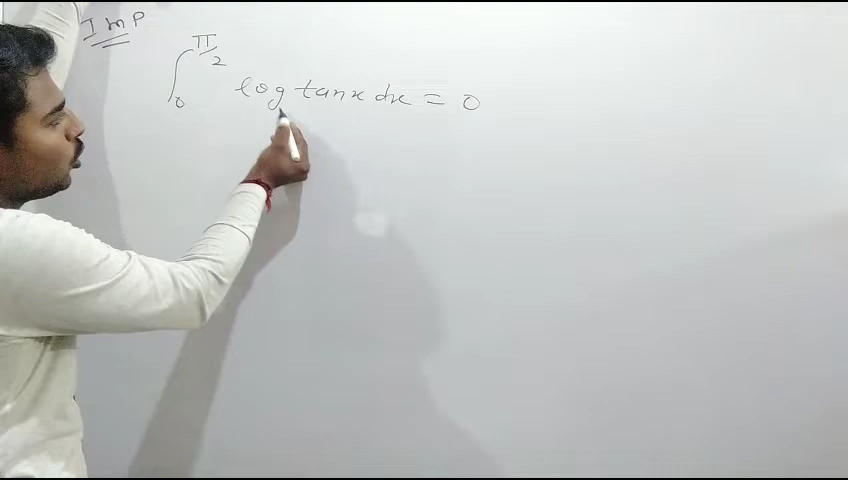 IMP
∫₀^{π/2} log tanx dx = 0